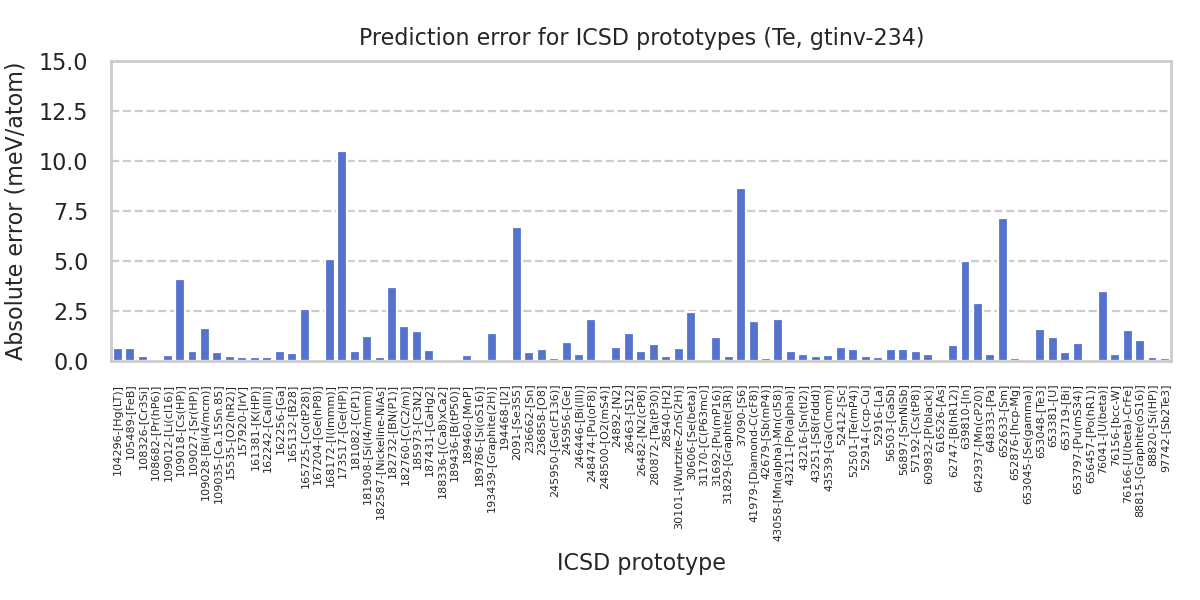 Prediction error for ICSD prototypes (Te, gtinv-234)
Absolute error (meV/atom)
15.0
12.5
10.0
7.5
5.0
2.5
0.0
104296-[Hg(LT)]
105489-[FeB]
108326-[Cr3Si]
108682-[Pr(hP6)]
109012-[Li(cI16)]
109018-[Cs(HP)]
109027-[Sr(HP)]
109028-[Bi(I4/mcm)]
109035-[Ca.15Sn.85]
15535-[O2(hR2)]
157920-[IrV]
161381-[K(HP)]
162242-[Ca(III)]
162256-[Ga]
165132-[B28]
165725-[Co(tP28)]
167204-[Ge(hP8)]
168172-[I(Immm)]
173517-[Ge(HP)]
181082-[C(P1)]
181908-[Si(I4/mmm)]
182587-[Nickeline-NiAs]
182732-[BN(P1)]
182760-[C(C2/m)]
185973-[C3N2]
187431-[CaHg2]
188336-[(Ca8)xCa2]
189436-[B(tP50)]
189460-[MnP]
189786-[Si(oS16)]
193439-[Graphite(2H)]
194468-[I2]
2091-[Se3S5]
236662-[Sn]
236858-[O8]
245950-[Ge(cF136)]
245956-[Ge]
246446-[Bi(III)]
248474-[Pu(oF8)]
248500-[O2(mS4)]
24892-[N2]
26463-[S12]
26482-[N2(cP8)]
280872-[Ta(tP30)]
28540-[H2]
30101-[Wurtzite-ZnS(2H)]
30606-[Se(beta)]
31170-[C(P63mc)]
31692-[Pu(mP16)]
31829-[Graphite(3R)]
37090-[S6]
41979-[Diamond-C(cF8)]
42679-[Sb(mP4)]
43058-[Mn(alpha)-Mn(cI58)]
43211-[Po(alpha)]
43216-[Sn(tI2)]
43251-[S8(Fddd)]
43539-[Ga(Cmcm)]
52412-[Sc]
52501-[Te(mP4)]
52914-[ccp-Cu]
52916-[La]
56503-[GaSb]
56897-[SmNiSb]
57192-[Cs(tP8)]
609832-[P(black)]
616526-[As]
62747-[B(hR12)]
639810-[In]
642937-[Mn(cP20)]
648333-[Pa]
652633-[Sm]
652876-[hcp-Mg]
653045-[Se(gamma)]
653048-[Te3]
653381-[U]
653719-[I4]
653797-[Pu(mS34)]
656457-[Po(hR1)]
76041-[U(beta)]
76156-[bcc-W]
76166-[U(beta)-CrFe]
88815-[Graphite(oS16)]
88820-[Si(HP)]
97742-[Sb2Te3]
ICSD prototype